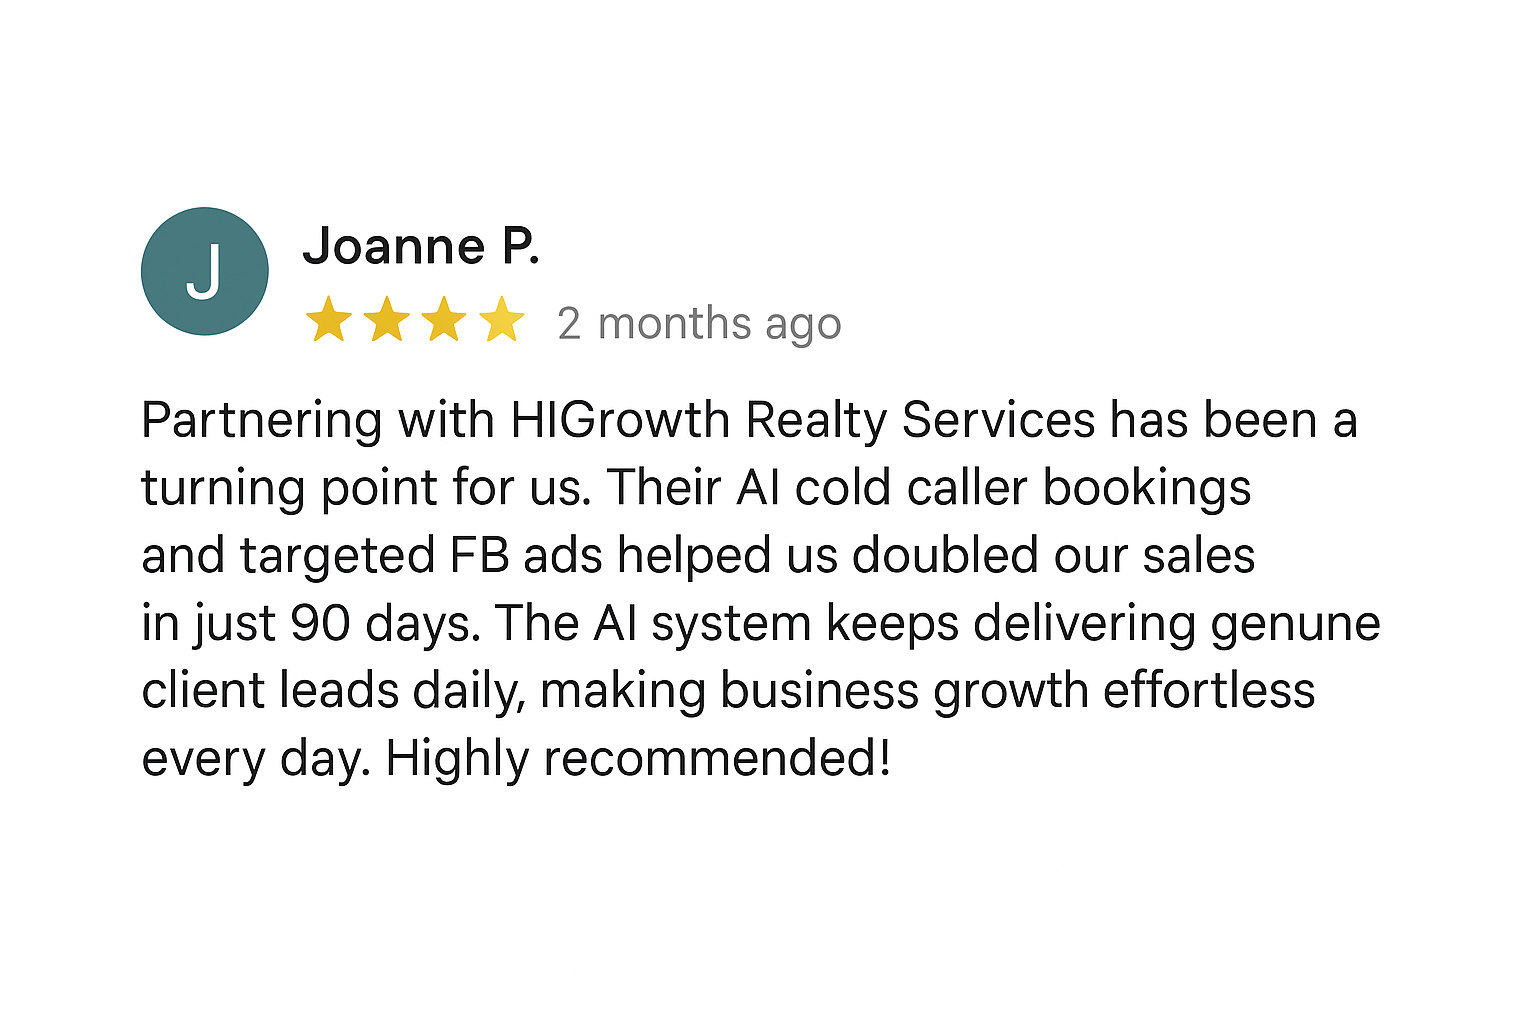 J
Joanne P.
2 months ago
Partnering with HIGrowth Realty Services has been a
turning point for us. Their AI cold caller bookings
and targeted FB ads helped us doubled our sales
in just 90 days. The AI system keeps delivering genune
client leads daily, making business growth effortless
every day. Highly recommended!